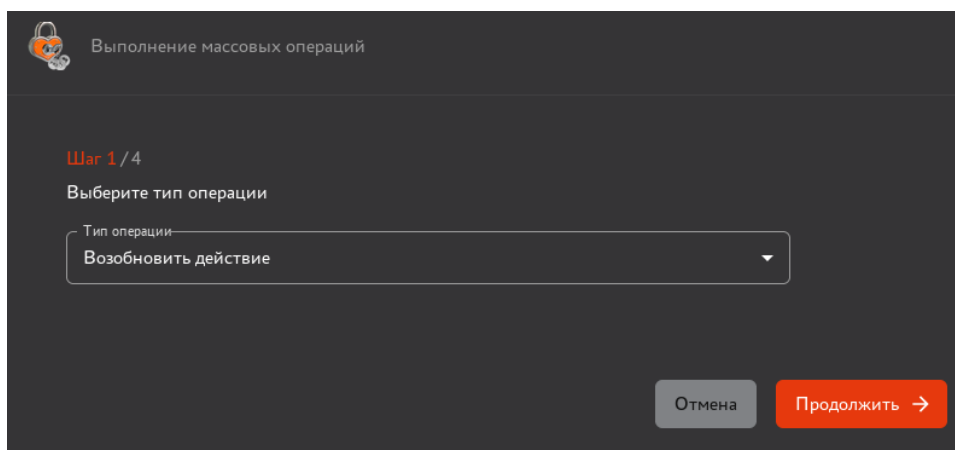 Выполнение массовых операций
Шаг 1 / 4
Выберите тип операции
Тип операции
Возобновить действие
Отмена
Продолжить →